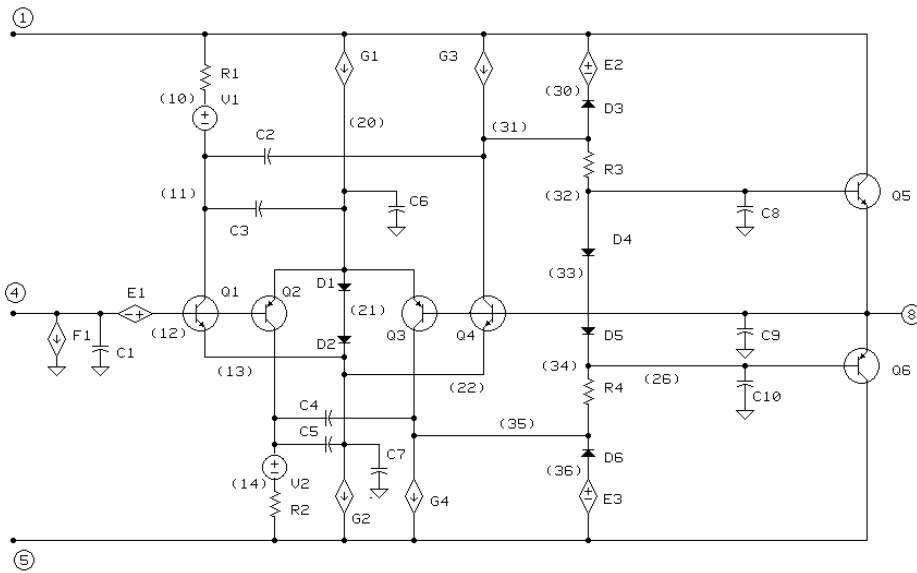 1
G1
G3
E2
R1
(10)
V1
(30)
D3
(20)
(31)
C2
R3
(11)
(32)
C6
C8
Q5
C3
D4
(33)
4
E1
Q1
Q2
D1
(21)
8
F1
C1
(12)
D2
Q3
Q4
D5
C9
(13)
(22)
(34)
(26)
Q6
R4
C10
C4
C5
(35)
C7
D6
(36)
V2
(14)
R2
G2
G4
E3
5